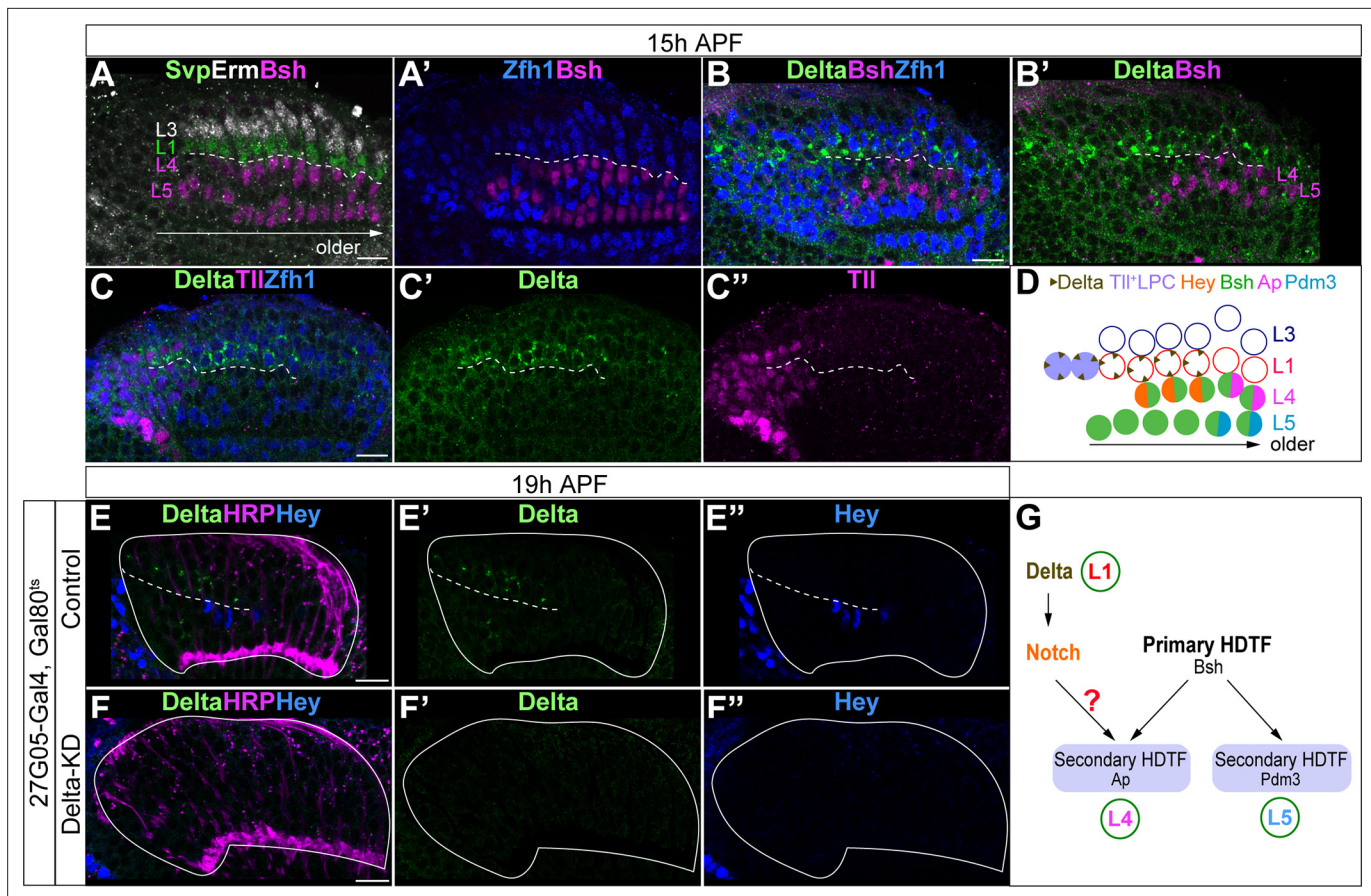 15h APF
A SvpErmBsh
L3
L1
L4
L5
older
A' Zfh1Bsh
B DeltaBshZfh1
B' DeltaBsh
L4
L5
C DeltaTllZfh1
C' Delta
C" Tll
D ▸Delta Tll⁺LPC Hey Bsh Ap Pdm3
L3
L1
L4
L5
older
19h APF
27G05-Gal4, Gal80ᵗˢ
Control
E DeltaHRPHey
E' Delta
E" Hey
Delta-KD
F DeltaHRPHey
F' Delta
F" Hey
G
Delta L1
Notch
Primary HDTF
Bsh
?
Secondary HDTF
Ap
Secondary HDTF
Pdm3
L4
L5